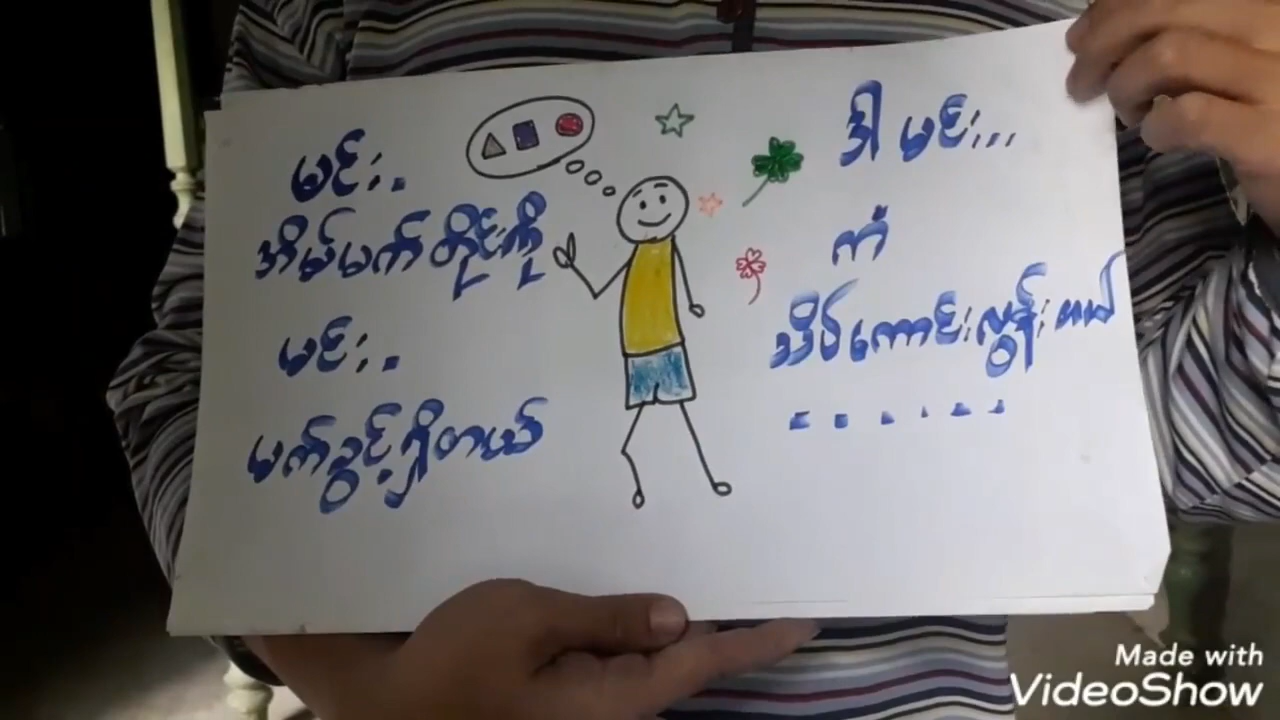 မင်း.
အိမ်မက်တိုင်းကို
မင်း.
မက်ခွင့်ရှိတယ်
ဒါ မင်း...
ကံ
သိပ်ကောင်းလွန်းတယ်
......
Made with
VideoShow